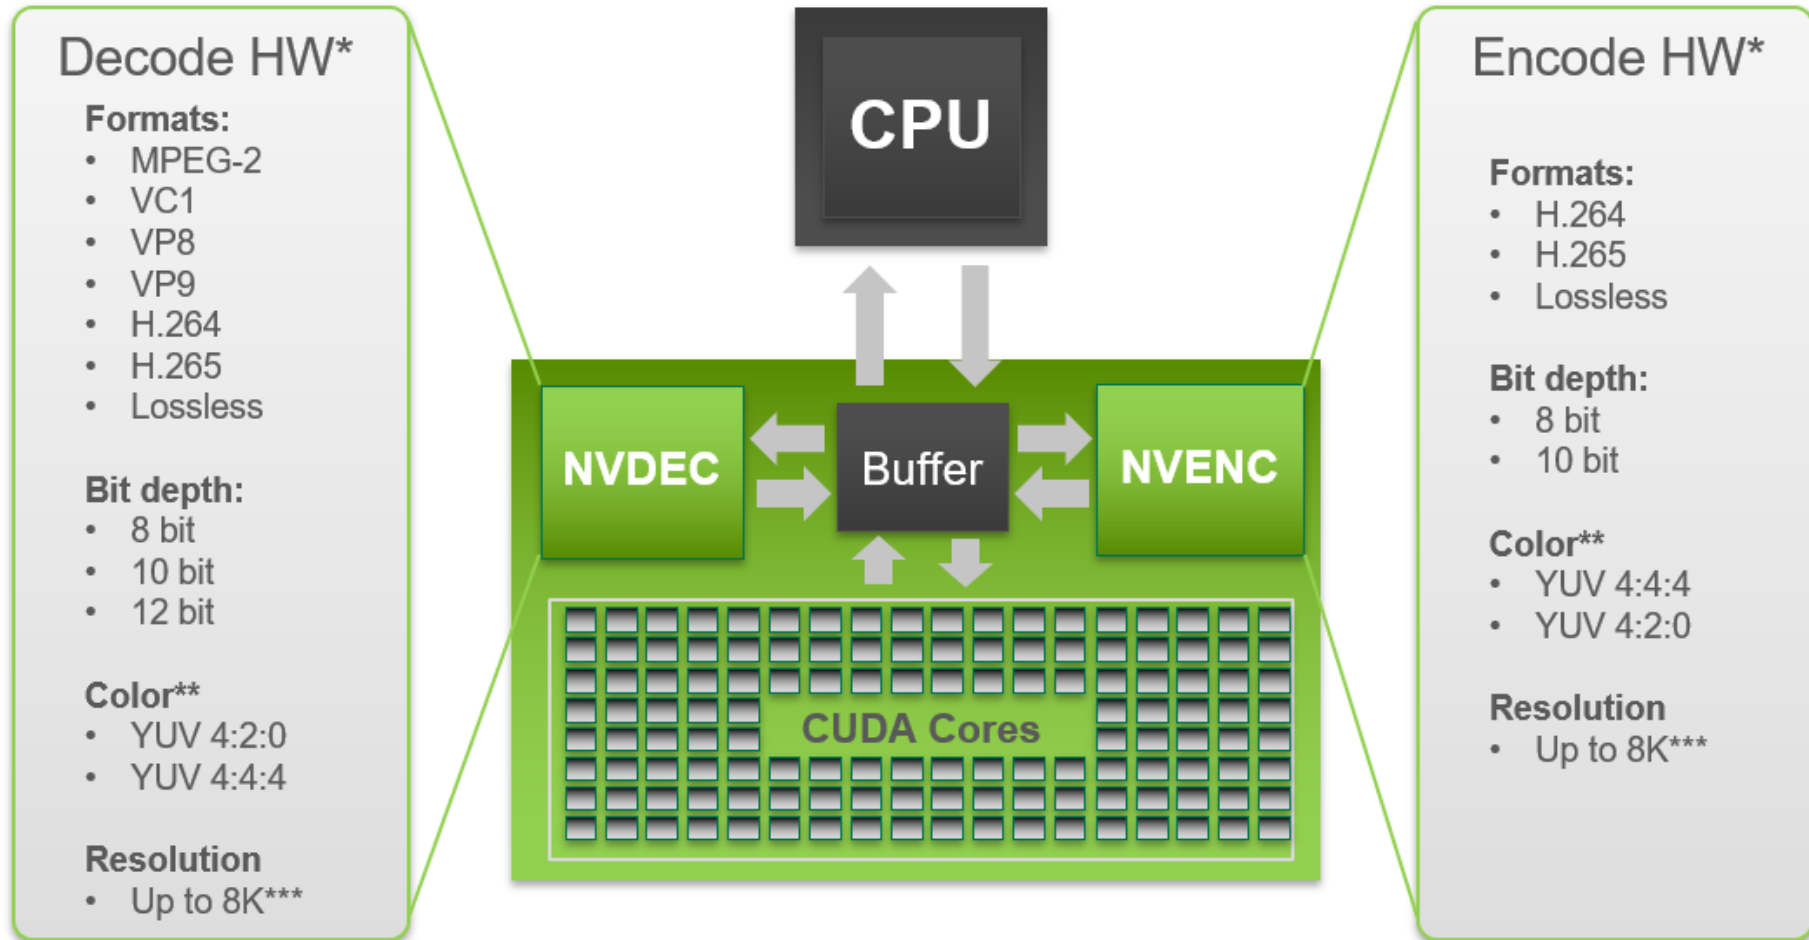 Decode HW*
Formats:
• MPEG-2
• VC1
• VP8
• VP9
• H.264
• H.265
• Lossless
Bit depth:
• 8 bit
• 10 bit
• 12 bit
Color**
• YUV 4:2:0
• YUV 4:4:4
Resolution
• Up to 8K***
CPU
NVDEC
Buffer
NVENC
CUDA Cores
Encode HW*
Formats:
• H.264
• H.265
• Lossless
Bit depth:
• 8 bit
• 10 bit
Color**
• YUV 4:4:4
• YUV 4:2:0
Resolution
• Up to 8K***